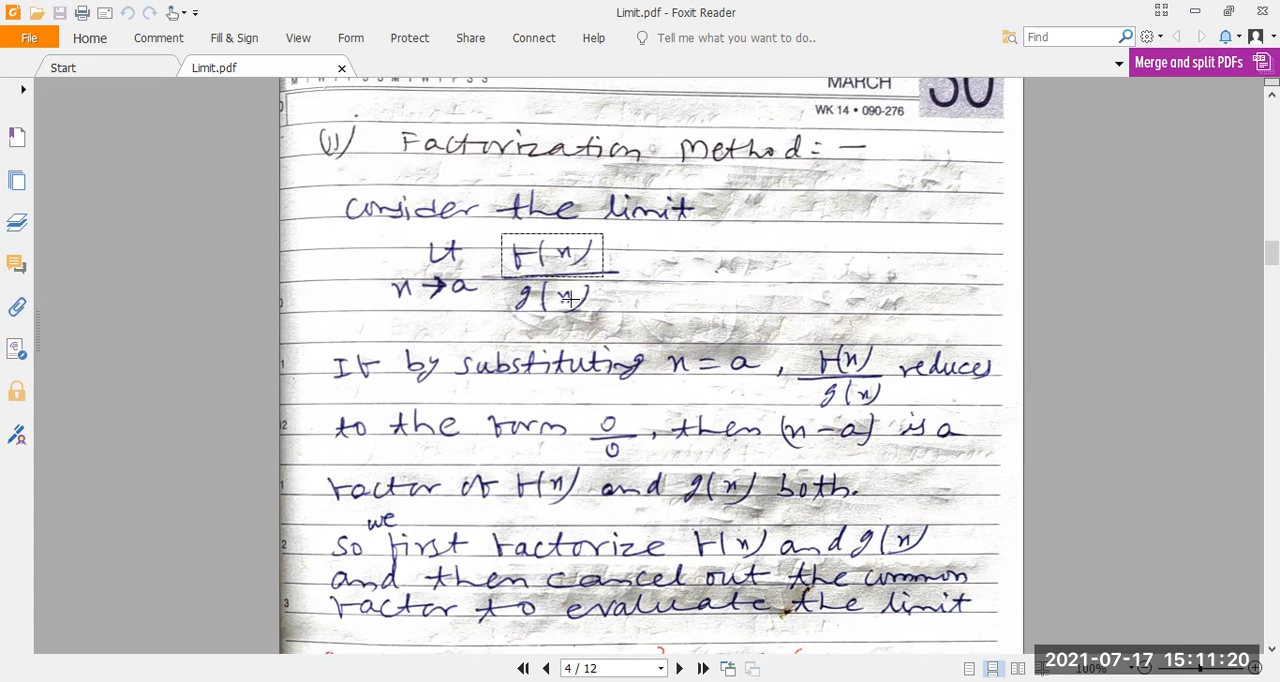 Limit.pdf - Foxit Reader
File Home Comment Fill & Sign View Form Protect Share Connect Help Tell me what you want to do.. Find
Start Limit.pdf Merge and split PDFs
MARCH 30
WK 14 • 090-276
(1) Factorization Method:-
Consider the limit
Lt f(x)
x→a g(x)
If by substituting x = a, f(x)/g(x) reduces
to the form 0/0, then (x-a) is a
factor of f(x) and g(x) both.
we
So first factorize f(x) and g(x)
and then cancel out the common
factor to evaluate the limit
4 / 12
100%
2021-07-17 15:11:20